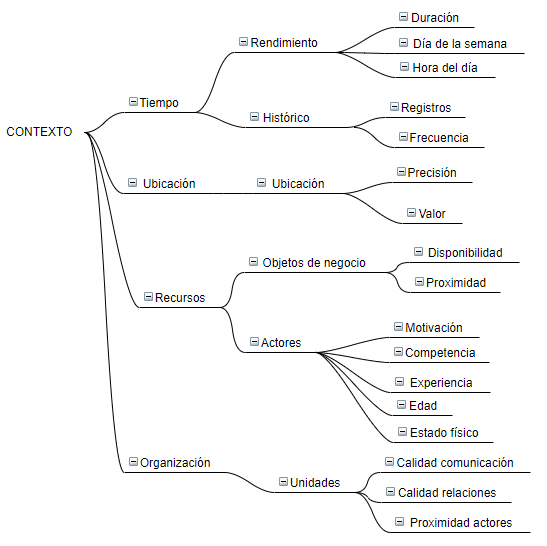 CONTEXTO
Tiempo
Rendimiento
Duración
Día de la semana
Hora del día
Histórico
Registros
Frecuencia
Ubicación
Ubicación
Precisión
Valor
Recursos
Objetos de negocio
Disponibilidad
Proximidad
Actores
Motivación
Competencia
Experiencia
Edad
Estado físico
Organización
Unidades
Calidad comunicación
Calidad relaciones
Proximidad actores